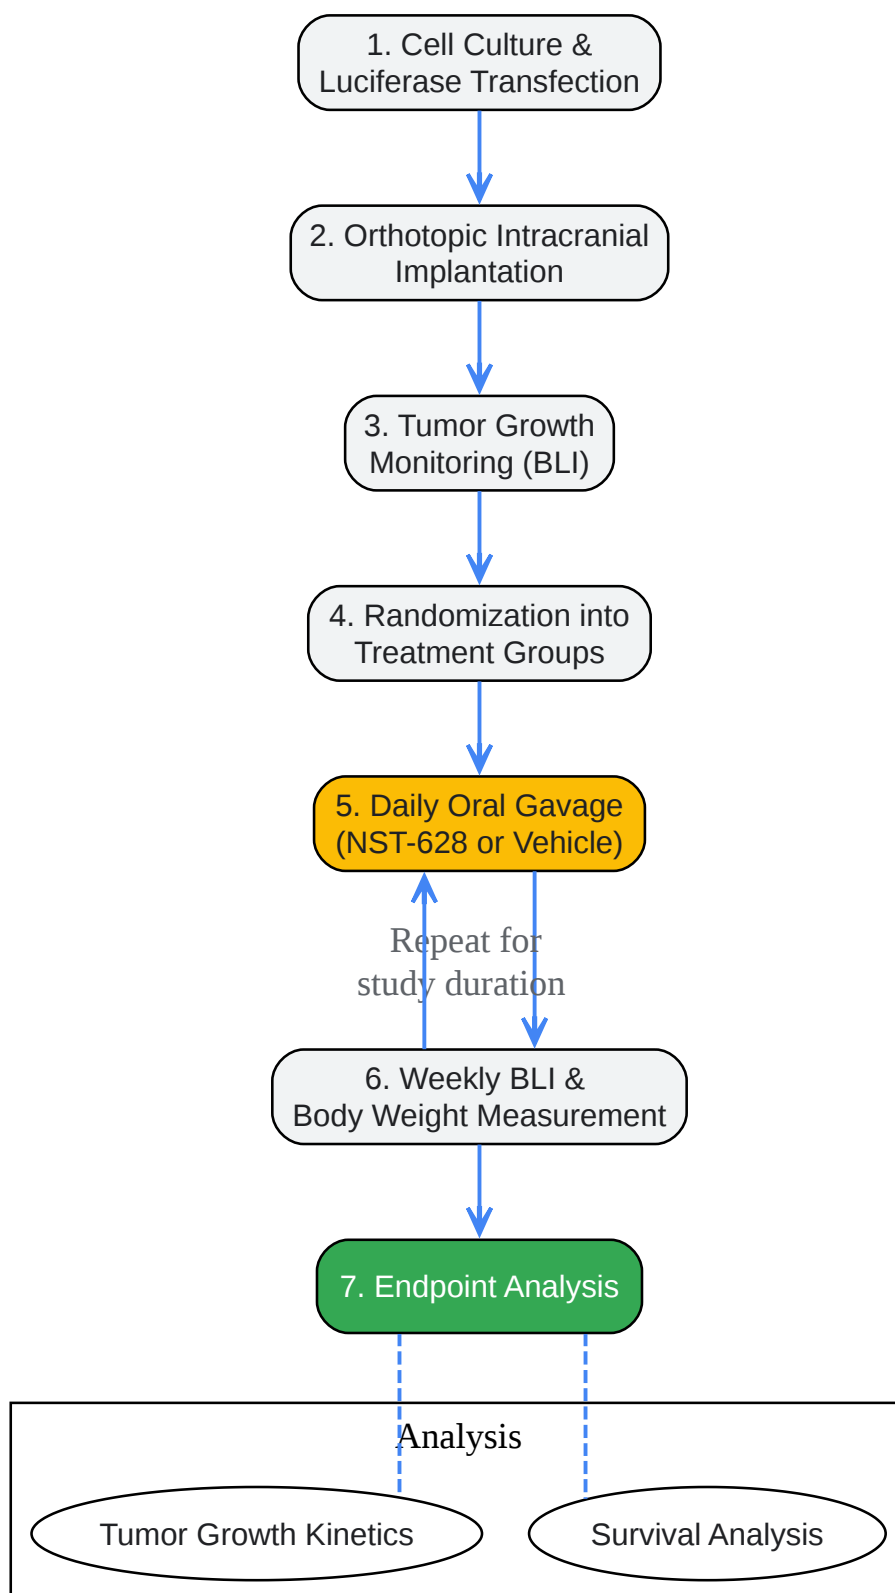 1. Cell Culture &
Luciferase Transfection
2. Orthotopic Intracranial
Implantation
3. Tumor Growth
Monitoring (BLI)
4. Randomization into
Treatment Groups
5. Daily Oral Gavage
(NST-628 or Vehicle)
Repeat for
study duration
6. Weekly BLI &
Body Weight Measurement
7. Endpoint Analysis
Analysis
Tumor Growth Kinetics
Survival Analysis